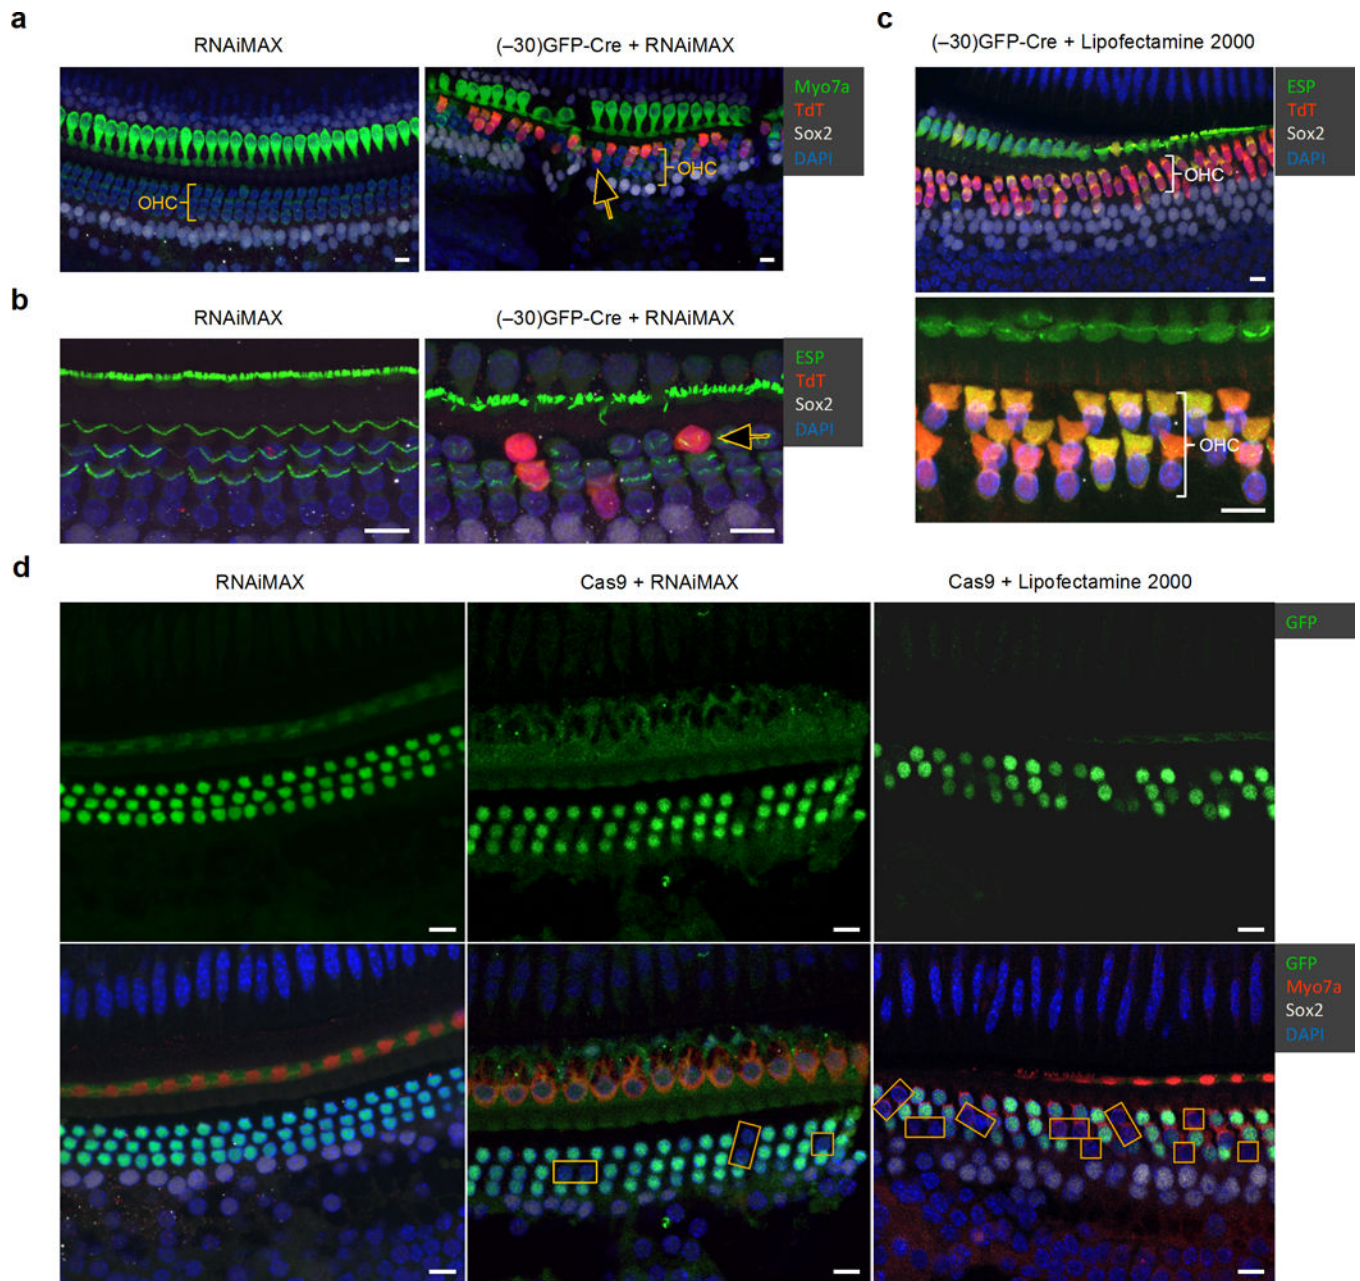 a
RNAiMAX
(–30)GFP-Cre + RNAiMAX
Myo7a
TdT
Sox2
DAPI
OHC
OHC
b
RNAiMAX
(–30)GFP-Cre + RNAiMAX
ESP
TdT
Sox2
DAPI
c
(–30)GFP-Cre + Lipofectamine 2000
ESP
TdT
Sox2
DAPI
OHC
OHC
*
d
RNAiMAX
Cas9 + RNAiMAX
Cas9 + Lipofectamine 2000
GFP
GFP
Myo7a
Sox2
DAPI